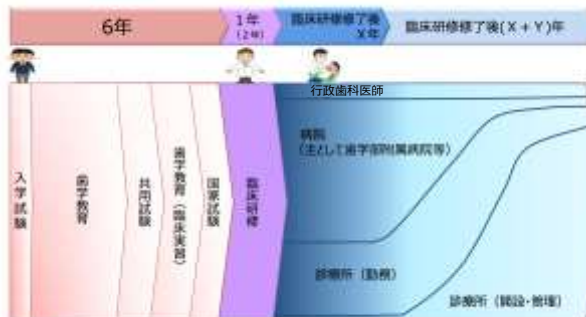 6年
1年
(2年)
臨床研修修了後
X年
臨床研修修了後(X+Y)年
行政歯科医師
病院
(主として歯学部附属病院等)
入学試験
歯学教育
共用試験
歯学教育(臨床実習)
国家試験
臨床研修
診療所(勤務)
診療所(開設・管理)